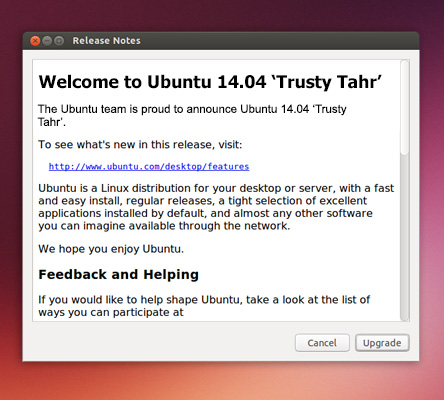 Release Notes
Welcome to Ubuntu 14.04 ‘Trusty Tahr’
The Ubuntu team is proud to announce Ubuntu 14.04 ‘Trusty
Tahr’.
To see what's new in this release, visit:
http://www.ubuntu.com/desktop/features
Ubuntu is a Linux distribution for your desktop or server, with a fast
and easy install, regular releases, a tight selection of excellent
applications installed by default, and almost any other software
you can imagine available through the network.
We hope you enjoy Ubuntu.
Feedback and Helping
If you would like to help shape Ubuntu, take a look at the list of
ways you can participate at
Cancel Upgrade